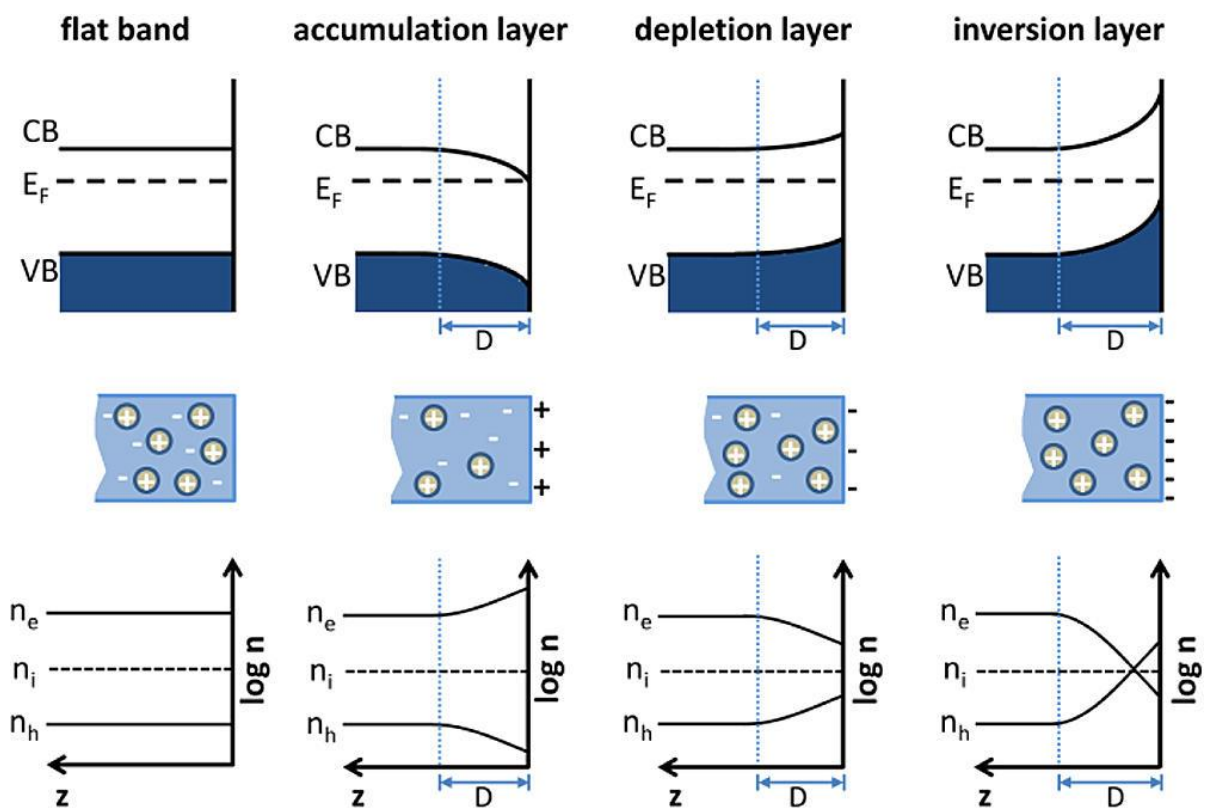 flat band accumulation layer depletion layer inversion layer
CB CB CB CB
E_F E_F E_F E_F
VB VB VB VB
D D D
+ - + - + + + + +
+ - - + + + - + + + - + + + + - - - - - -
n_e n_e n_e n_e
n_i log n n_i log n n_i log n n_i log n
n_h n_h n_h n_h
z z D z D z D